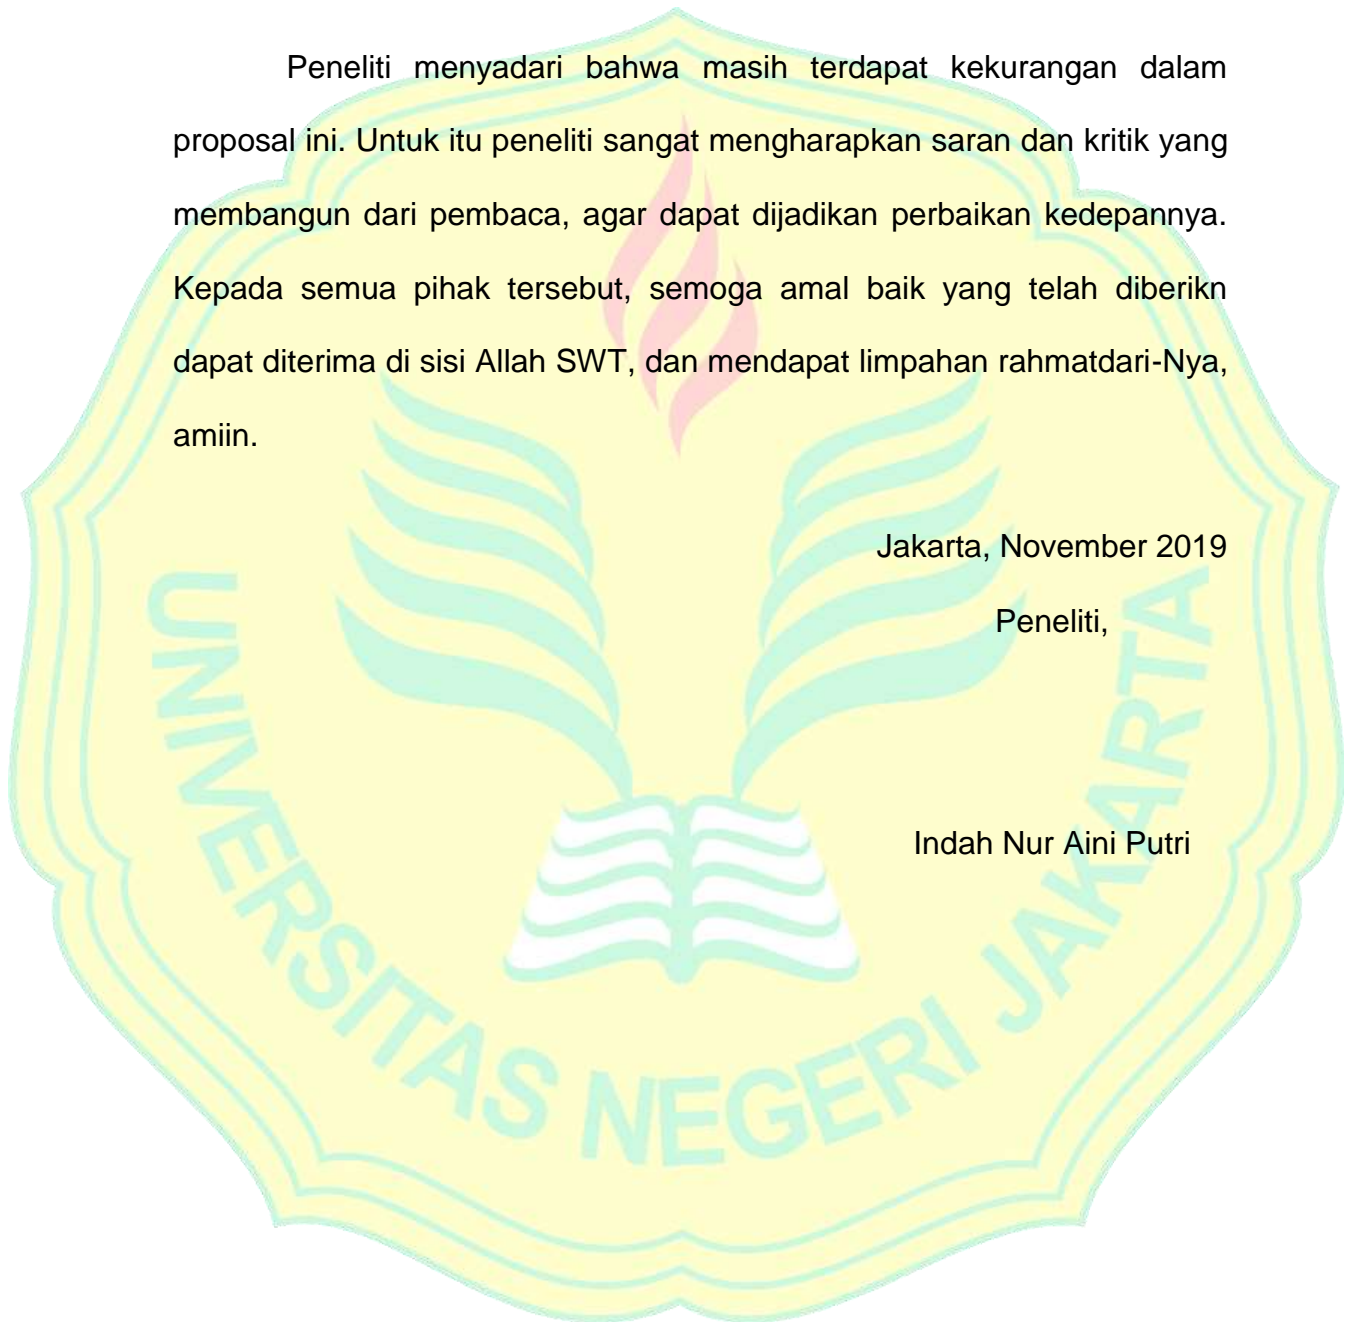 Peneliti menyadari bahwa masih terdapat kekurangan dalam
proposal ini. Untuk itu peneliti sangat mengharapkan saran dan kritik yang
membangun dari pembaca, agar dapat dijadikan perbaikan kedepannya.
Kepada semua pihak tersebut, semoga amal baik yang telah diberikn
dapat diterima di sisi Allah SWT, dan mendapat limpahan rahmatdari-Nya,
amiin.
Jakarta, November 2019
Peneliti,
Indah Nur Aini Putri
UNIVERSITAS NEGERI JAKARTA